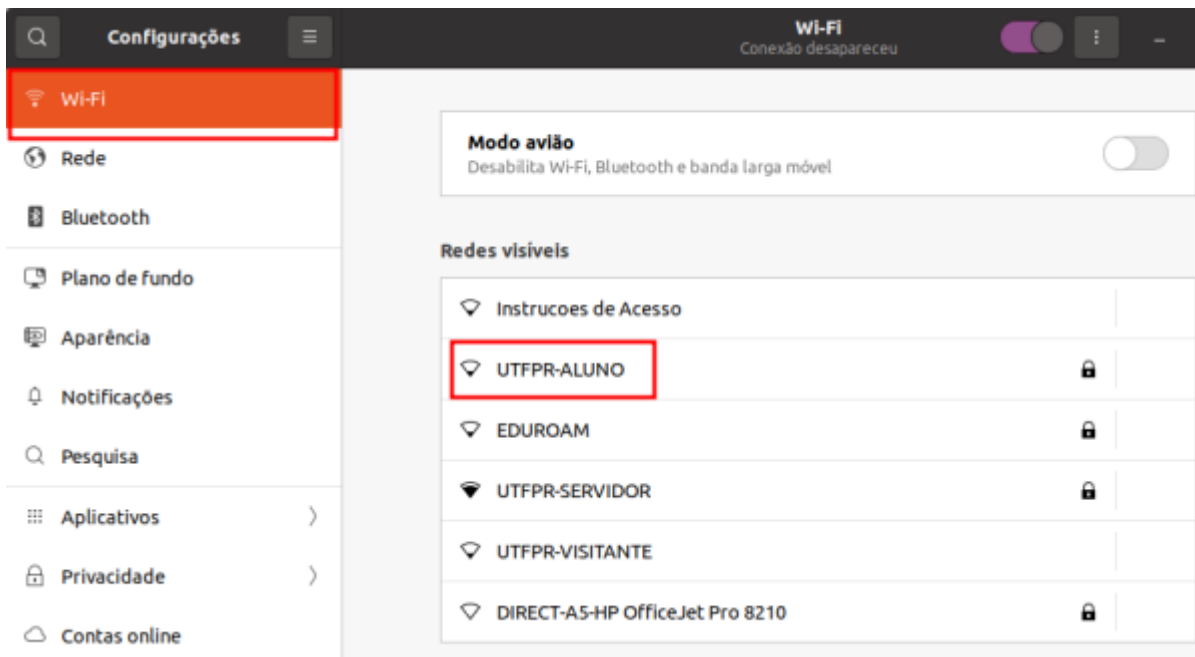 Configurações
Wi-Fi
Conexão desapareceu
Wi-Fi
Rede
Bluetooth
Plano de fundo
Aparência
Notificações
Pesquisa
Aplicativos
Privacidade
Contas online
Modo avião
Desabilita Wi-Fi, Bluetooth e banda larga móvel
Redes visíveis
Instrucoes de Acesso
UTFPR-ALUNO
EDUROAM
UTFPR-SERVIDOR
UTFPR-VISITANTE
DIRECT-A5-HP OfficeJet Pro 8210